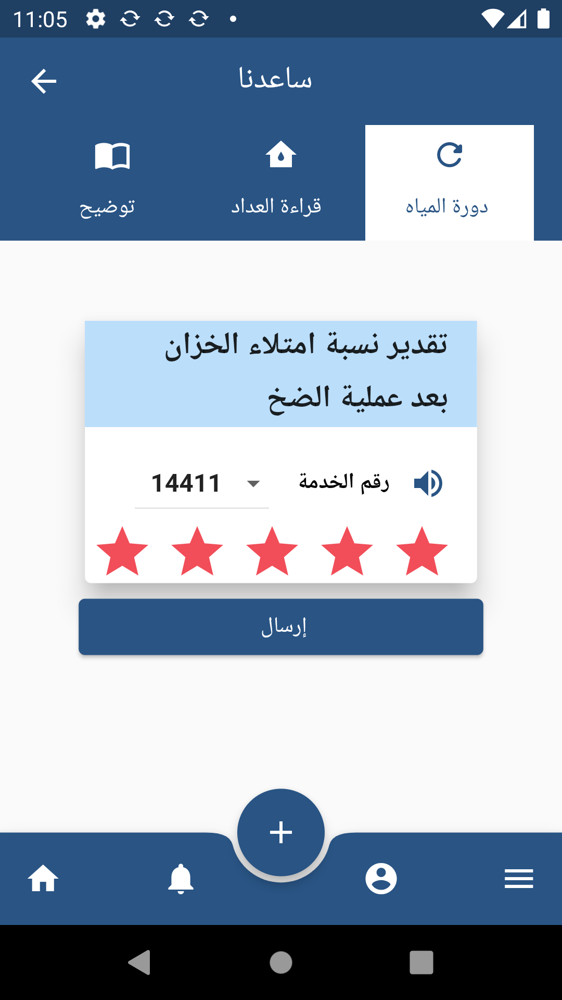 11:05
ساعدنا
دورة المياه
قراءة العداد
توضيح
تقدير نسبة امتلاء الخزان
بعد عملية الضخ
رقم الخدمة
14411
إرسال